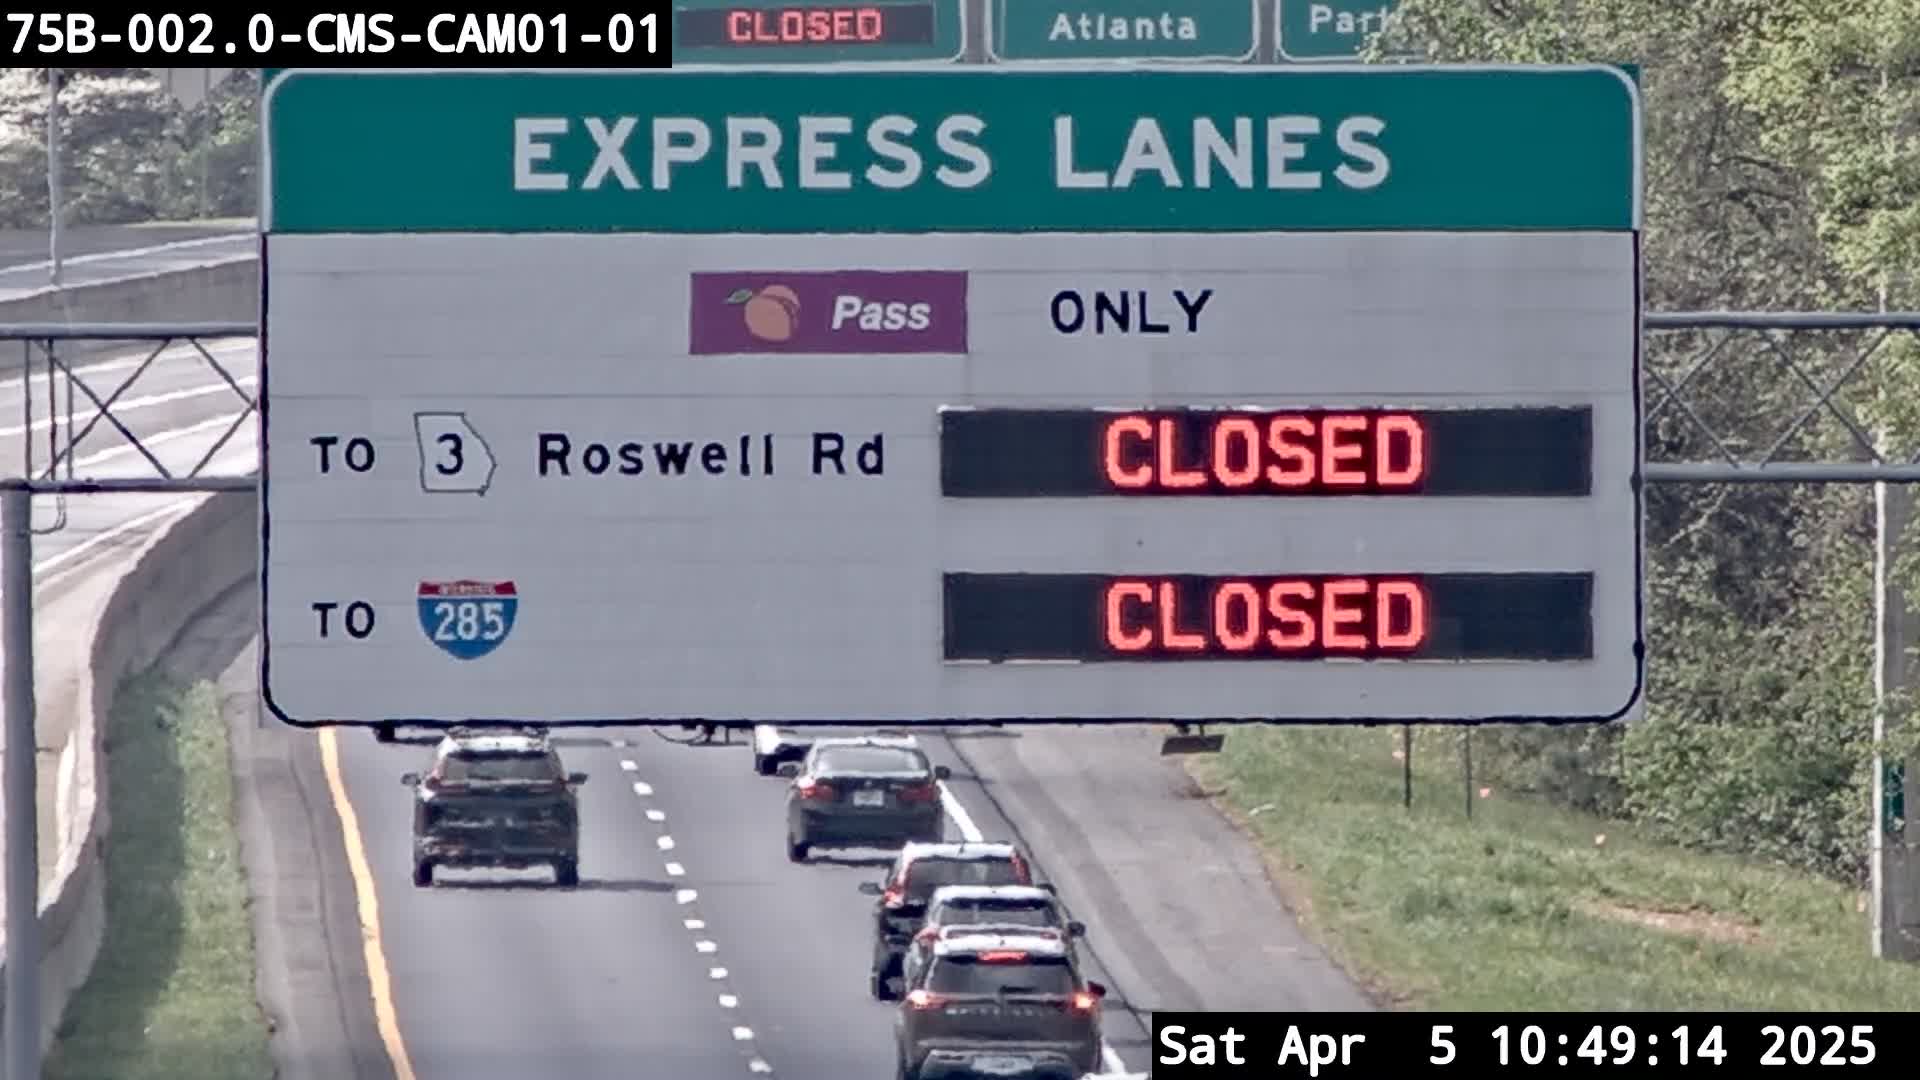 75B-002.0-CMS-CAM01-01
CLOSED
Atlanta
EXPRESS LANES
Pass ONLY
TO 3 Roswell Rd CLOSED
TO INTERSTATE 285 CLOSED
Sat Apr 5 10:49:14 2025